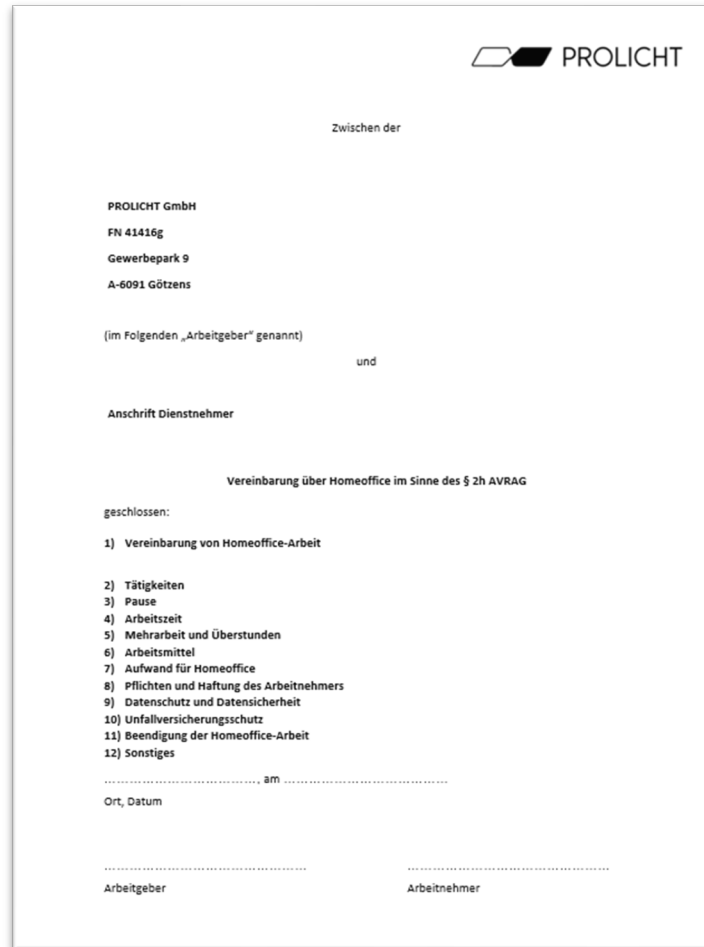 PROLICHT
Zwischen der
PROLICHT GmbH
FN 41416g
Gewerbepark 9
A-6091 Götzens
(im Folgenden „Arbeitgeber“ genannt)
und
Anschrift Dienstnehmer
Vereinbarung über Homeoffice im Sinne des § 2h AVRAG
geschlossen:
1) Vereinbarung von Homeoffice-Arbeit
2) Tätigkeiten
3) Pause
4) Arbeitszeit
5) Mehrarbeit und Überstunden
6) Arbeitsmittel
7) Aufwand für Homeoffice
8) Pflichten und Haftung des Arbeitnehmers
9) Datenschutz und Datensicherheit
10) Unfallversicherungsschutz
11) Beendigung der Homeoffice-Arbeit
12) Sonstiges
…………………………………, am …………………………………
Ort, Datum
………………………………………… …………………………………………
Arbeitgeber Arbeitnehmer